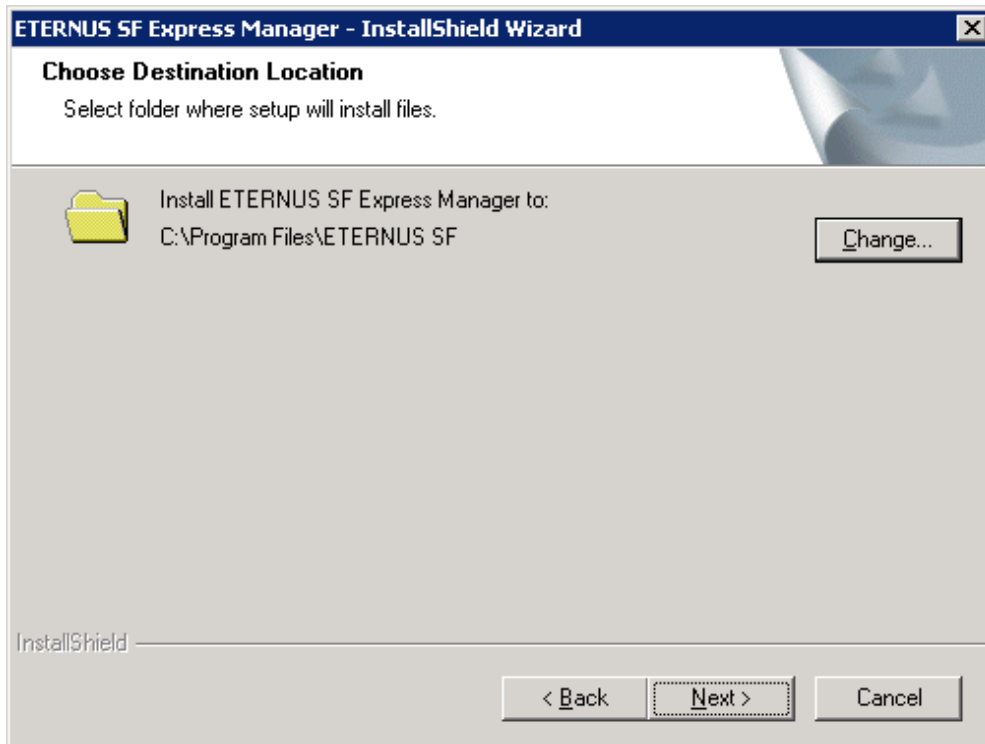 ETERNUS SF Express Manager - InstallShield Wizard
Choose Destination Location
Select folder where setup will install files.
Install ETERNUS SF Express Manager to:
C:\Program Files\ETERNUS SF
Change...
InstallShield
< Back
Next >
Cancel